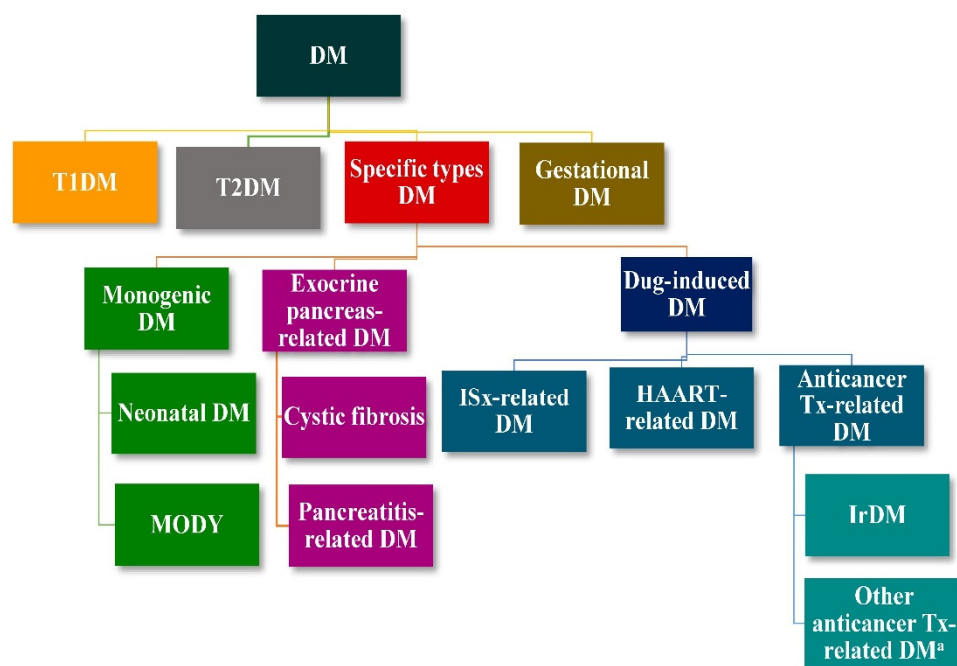 DM
T1DM
T2DM
Specific types
DM
Gestational
DM
Monogenic
DM
Exocrine
pancreas-
related DM
Dug-induced
DM
Neonatal DM
Cystic fibrosis
ISx-related
DM
HAART-
related DM
Anticancer
Tx-related
DM
MODY
Pancreatitis-
related DM
IrDM
Other
anticancer Tx-
related DMᵃ